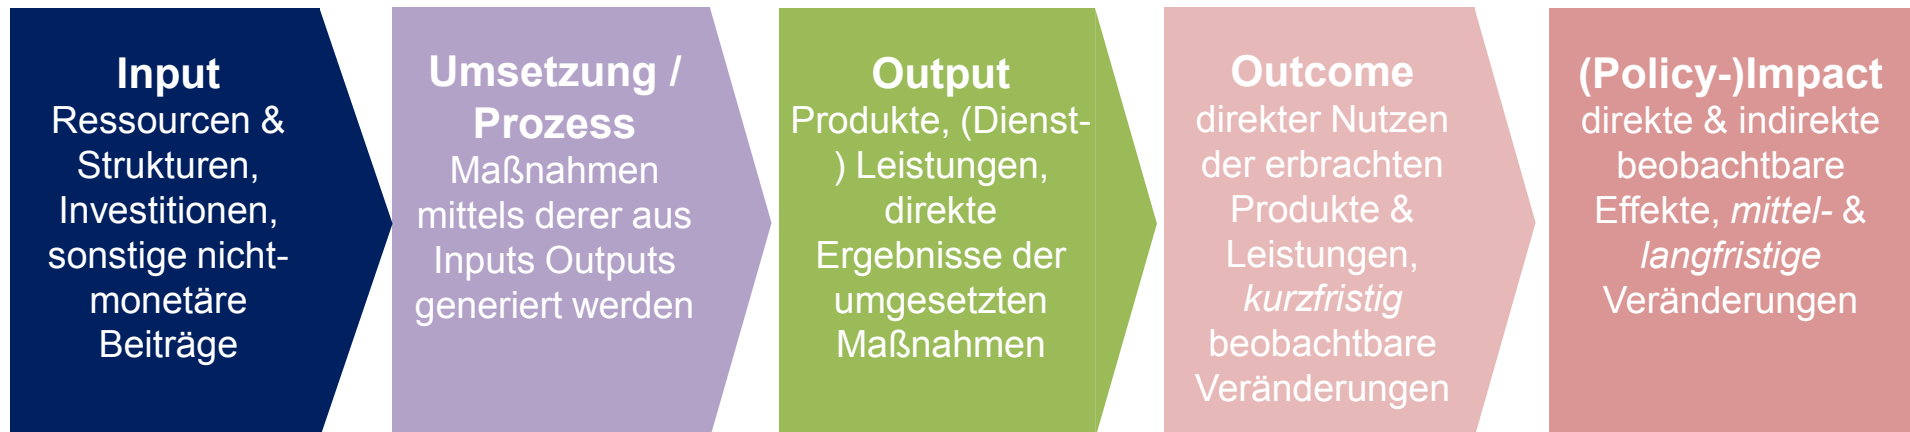 Input
Ressourcen &
Strukturen,
Investitionen,
sonstige nicht-
monetäre
Beiträge
Umsetzung /
Prozess
Maßnahmen
mittels derer aus
Inputs Outputs
generiert werden
Output
Produkte, (Dienst-
) Leistungen,
direkte
Ergebnisse der
umgesetzten
Maßnahmen
Outcome
direkter Nutzen
der erbrachten
Produkte &
Leistungen,
kurzfristig
beobachtbare
Veränderungen
(Policy-)Impact
direkte & indirekte
beobachtbare
Effekte, mittel- &
langfristige
Veränderungen